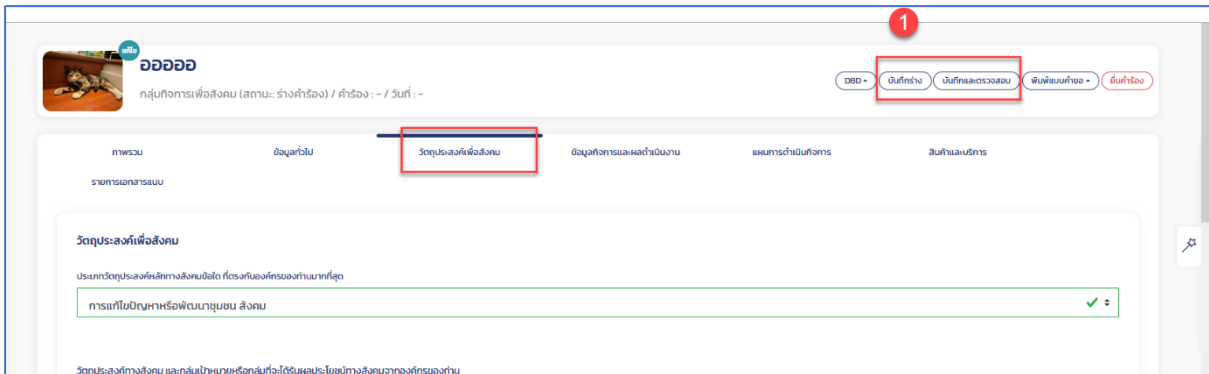 1
แก้ไข
ออออо
DBD
บันทึกร่าง
บันทึกและตรวจสอบ
พิมพ์แบบคำขอ
ยื่นคำร้อง
กลุ่มกิจการเพื่อสังคม (สถานะ: ร่างคำร้อง) / คำร้อง : - / วันที่ : -
ภาพรวม
ข้อมูลทั่วไป
วัตถุประสงค์เพื่อสังคม
ข้อมูลกิจการและผลดำเนินงาน
แผนการดำเนินกิจการ
สินค้าและบริการ
รายการเอกสารแนบ
วัตถุประสงค์เพื่อสังคม
ประเภทวัตถุประสงค์หลักทางสังคมข้อใด ที่ตรงกับองค์กรของท่านมากที่สุด
การแก้ไขปัญหาหรือพัฒนาชุมชน สังคม
วัตถุประสงค์ทางสังคม และกลุ่มเป้าหมายหรือกลุ่มที่จะได้รับผลประโยชน์ทางสังคมจากองค์กรของท่าน